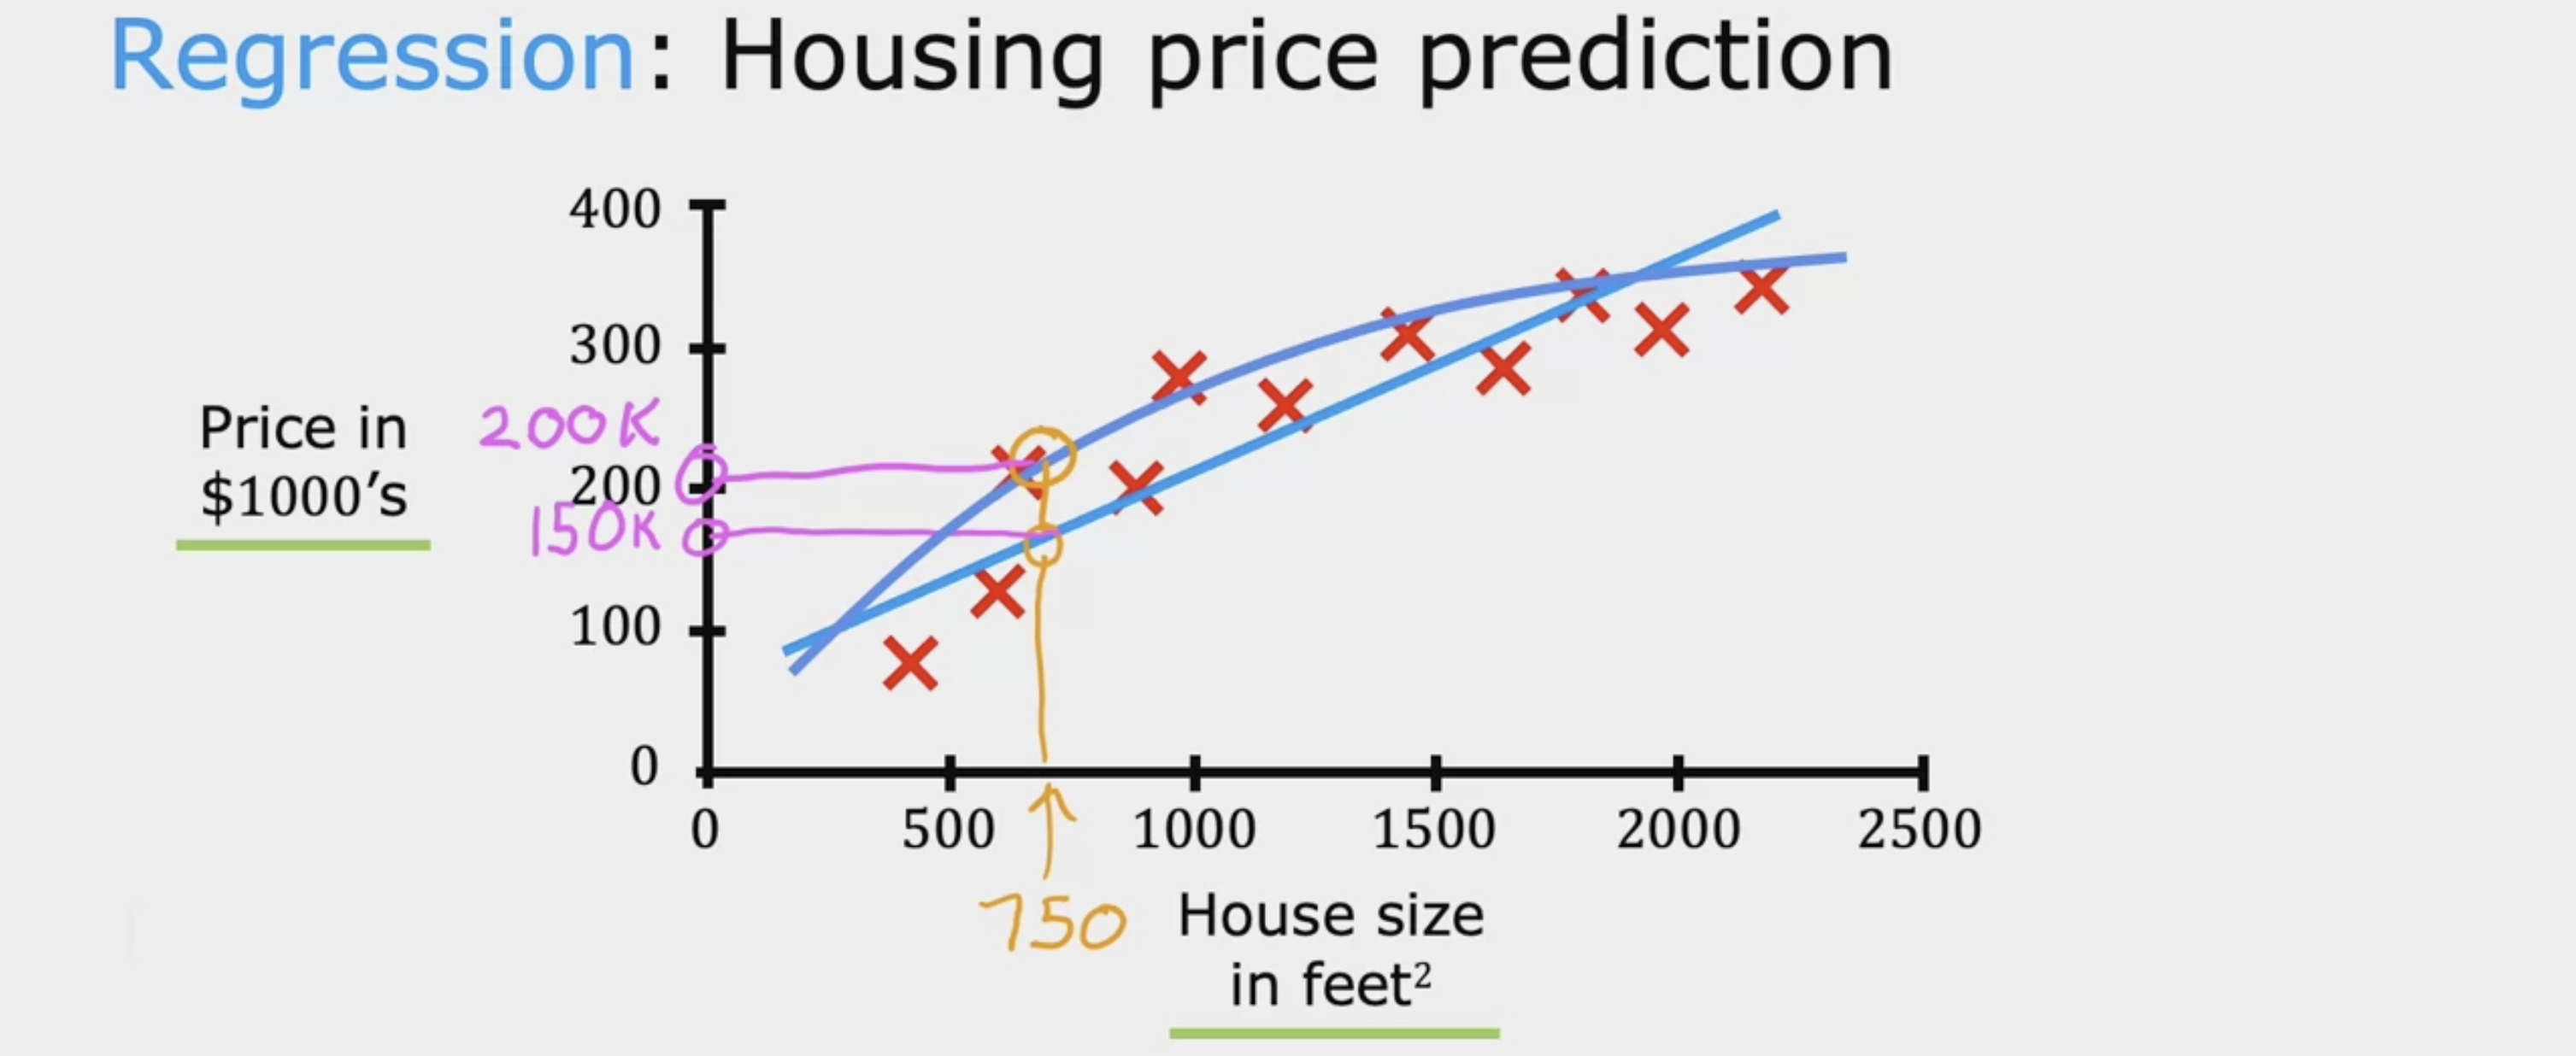 Regression: Housing price prediction
400
300
Price in
$1000’s
200K
200
150K
100
0
0 500 1000 1500 2000 2500
750
House size
in feet²